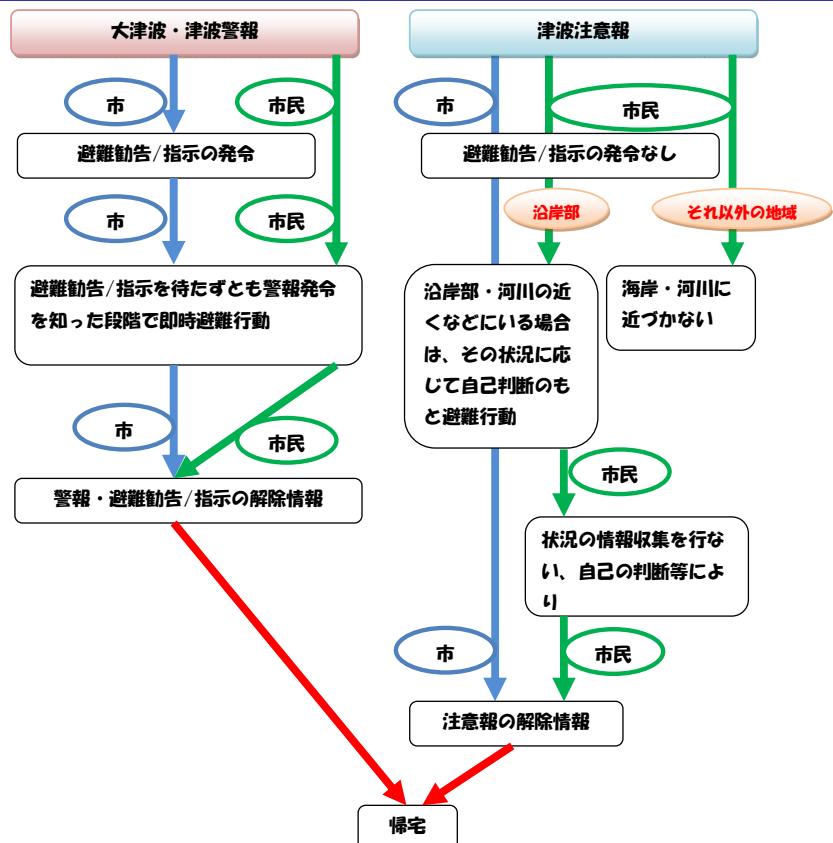 大津波・津波警報
津波注意報
市
市民
市
市民
避難勧告/指示の発令
避難勧告/指示の発令なし
市
市民
沿岸部
それ以外の地域
避難勧告/指示を待たずとも警報発令
を知った段階で即時避難行動
沿岸部・河川の近
くなどにいる場合
は、その状況に応
じて自己判断のも
と避難行動
海岸・河川に
近づかない
市
市民
市民
警報・避難勧告/指示の解除情報
状況の情報収集を行な
い、自己の判断等によ
り
市
市民
注意報の解除情報
帰宅